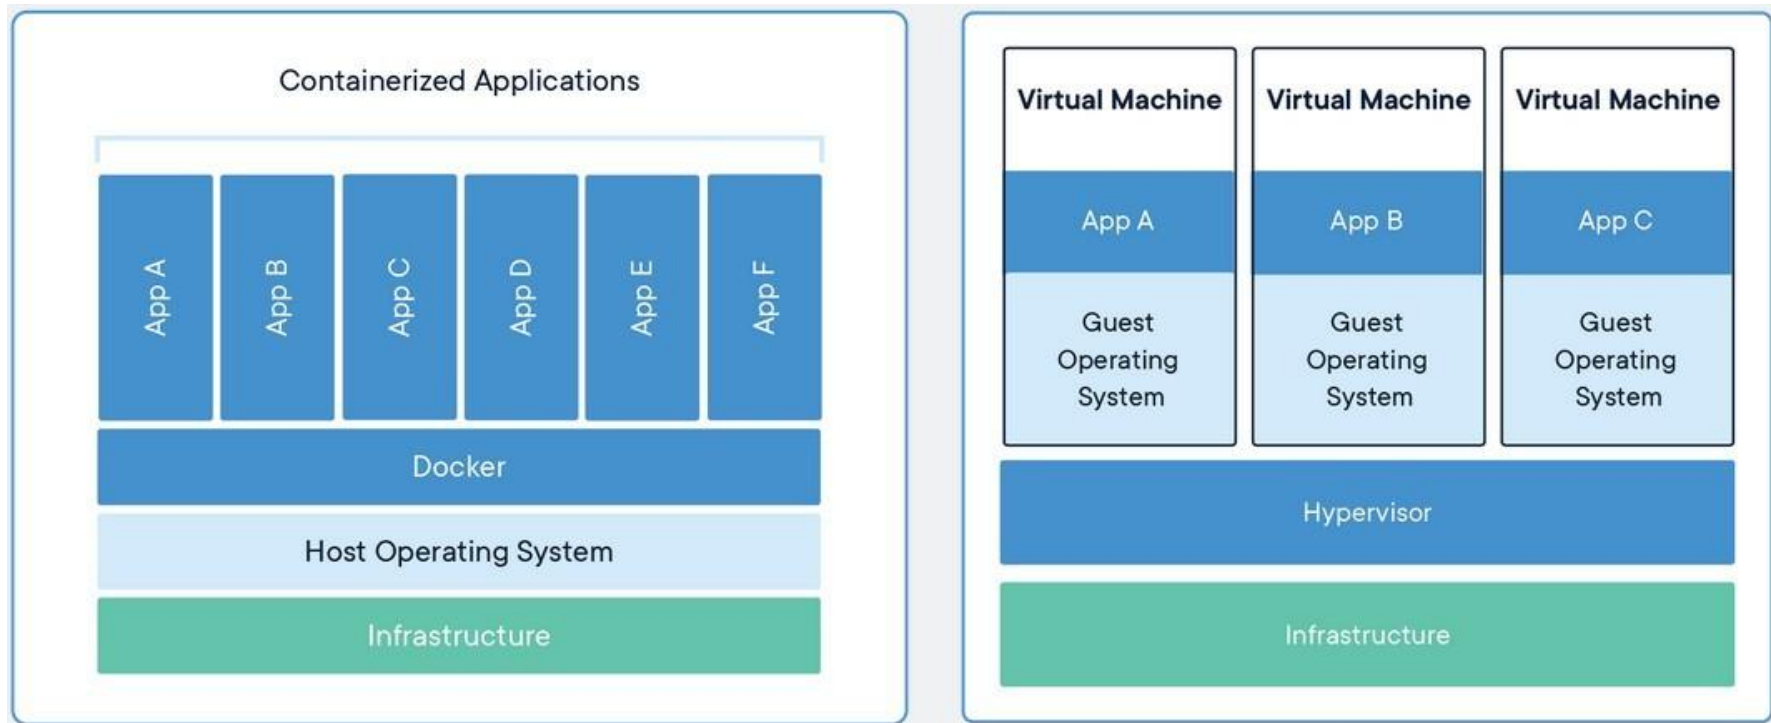 Containerized Applications
App A
App B
App C
App D
App E
App F
Docker
Host Operating System
Infrastructure
Virtual Machine
App A
Guest
Operating
System
Virtual Machine
App B
Guest
Operating
System
Virtual Machine
App C
Guest
Operating
System
Hypervisor
Infrastructure